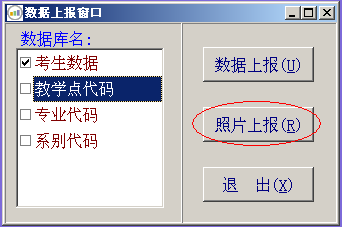 数据上报窗口
数据库名:
考生数据
教学点代码
专业代码
系别代码
数据上报(U)
照片上报(R)
退 出(X)